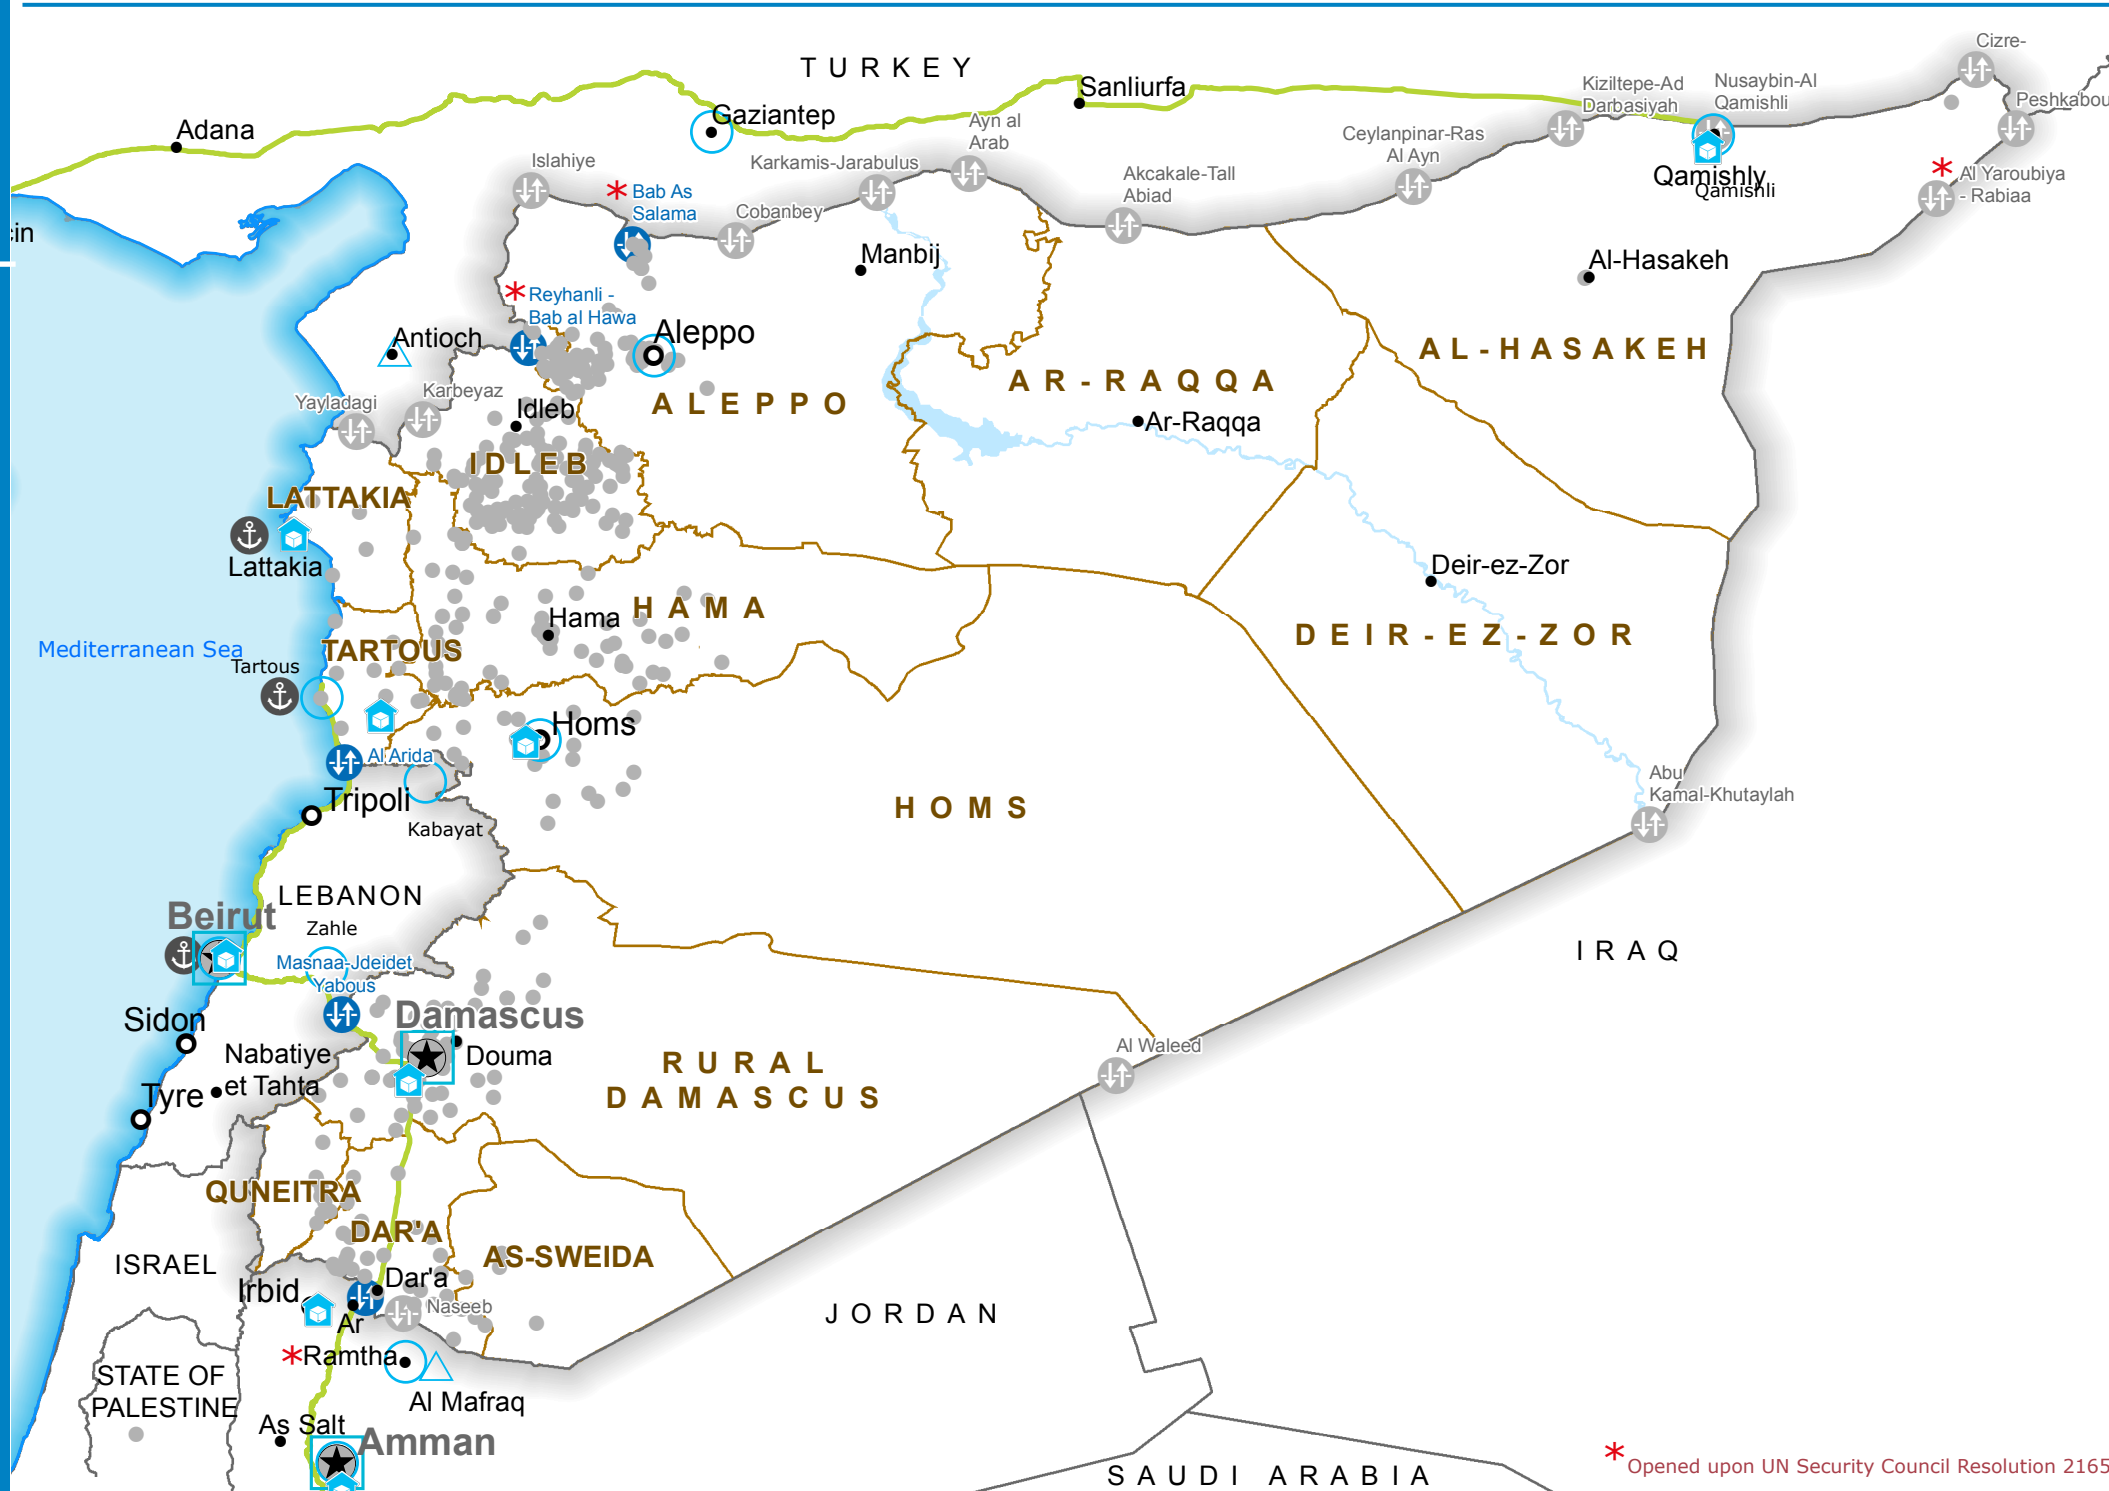 TURKEY
Cizre-
Sanliurfa
Kiziltepe-Ad
Darbasiyah
Nusaybin-Al
Qamishli
Peshkabou
Adana
Gaziantep
Ayn al
Arab
Ceylanpinar-Ras
Al Ayn
Islahiye
Karkamis-Jarabulus
Akcakale-Tall
Abiad
Qamishly
Qamishli
* Al Yaroubiya
- Rabiaa
* Bab As
Salama
Cobanbey
Manbij
Al-Hasakeh
* Reyhanli -
Bab al Hawa
Antioch
Aleppo
AL-HASAKEH
AR-RAQQA
Yayladagi
Karbeyaz
Idleb
ALEPPO
Ar-Raqqa
IDLEB
LATTAKIA
Lattakia
Deir-ez-Zor
HAMA
Hama
DEIR-EZ-ZOR
Mediterranean Sea
TARTOUS
Tartous
Homs
Al Arida
Abu
Kamal-Khutaylah
Tripoli
Kabayat
HOMS
LEBANON
Beirut
Zahle
Masnaa-Jdeidet
Yabous
IRAQ
Sidon
Damascus
Douma
Nabatiye
et Tahta
Al Waleed
RURAL
DAMASCUS
Tyre
QUNEITRA
DAR'A
AS-SWEIDA
ISRAEL
Irbid
Dar'a
Naseeb
JORDAN
Ar
*Ramtha
STATE OF
PALESTINE
Al Mafraq
As Salt
Amman
SAUDI ARABIA
* Opened upon UN Security Council Resolution 2165